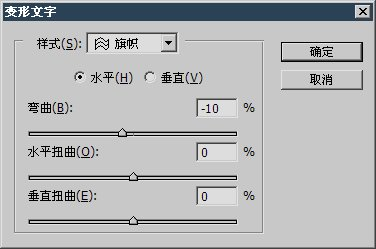 变形文字
样式(S): 旗帜
确定
水平(H) 垂直(V)
取消
弯曲(B): -10 %
水平扭曲(O): 0 %
垂直扭曲(E): 0 %